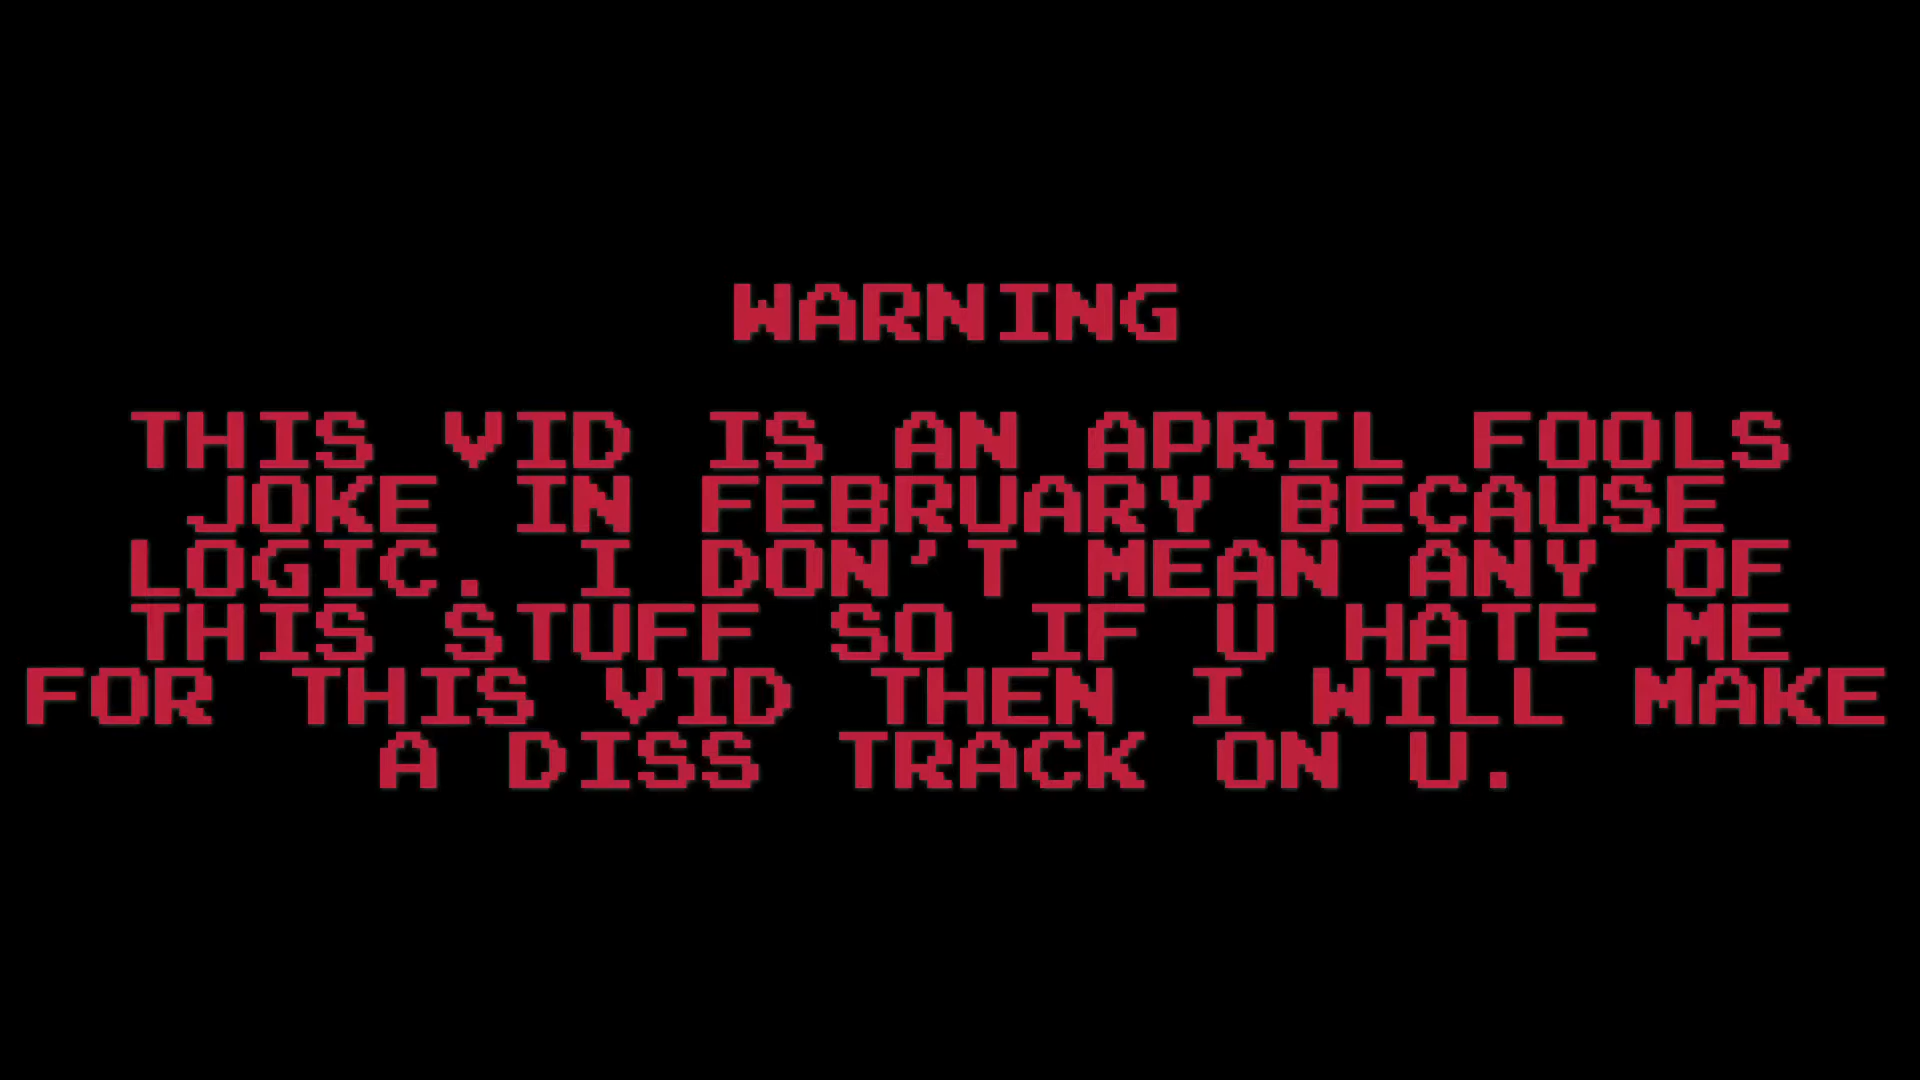 WARNING
THIS VID IS AN APRIL FOOLS
JOKE IN FEBRUARY BECAUSE
LOGIC. I DON'T MEAN ANY OF
THIS STUFF SO IF U HATE ME
FOR THIS VID THEN I WILL MAKE
A DISS TRACK ON U.